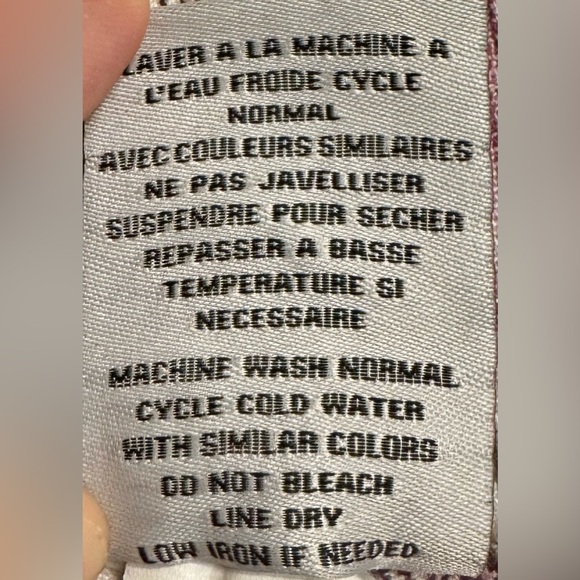 LAVER A LA MACHINE A
L'EAU FROIDE CYCLE
NORMAL
AVEC COULEURS SIMILAIRES
NE PAS JAVELLISER
SUSPENDRE POUR SECHER
REPASSER A BASSE
TEMPERATURE SI
NECESSAIRE
MACHINE WASH NORMAL
CYCLE COLD WATER
WITH SIMILAR COLORS
DO NOT BLEACH
LINE DRY
LOW IRON IF NEEDED